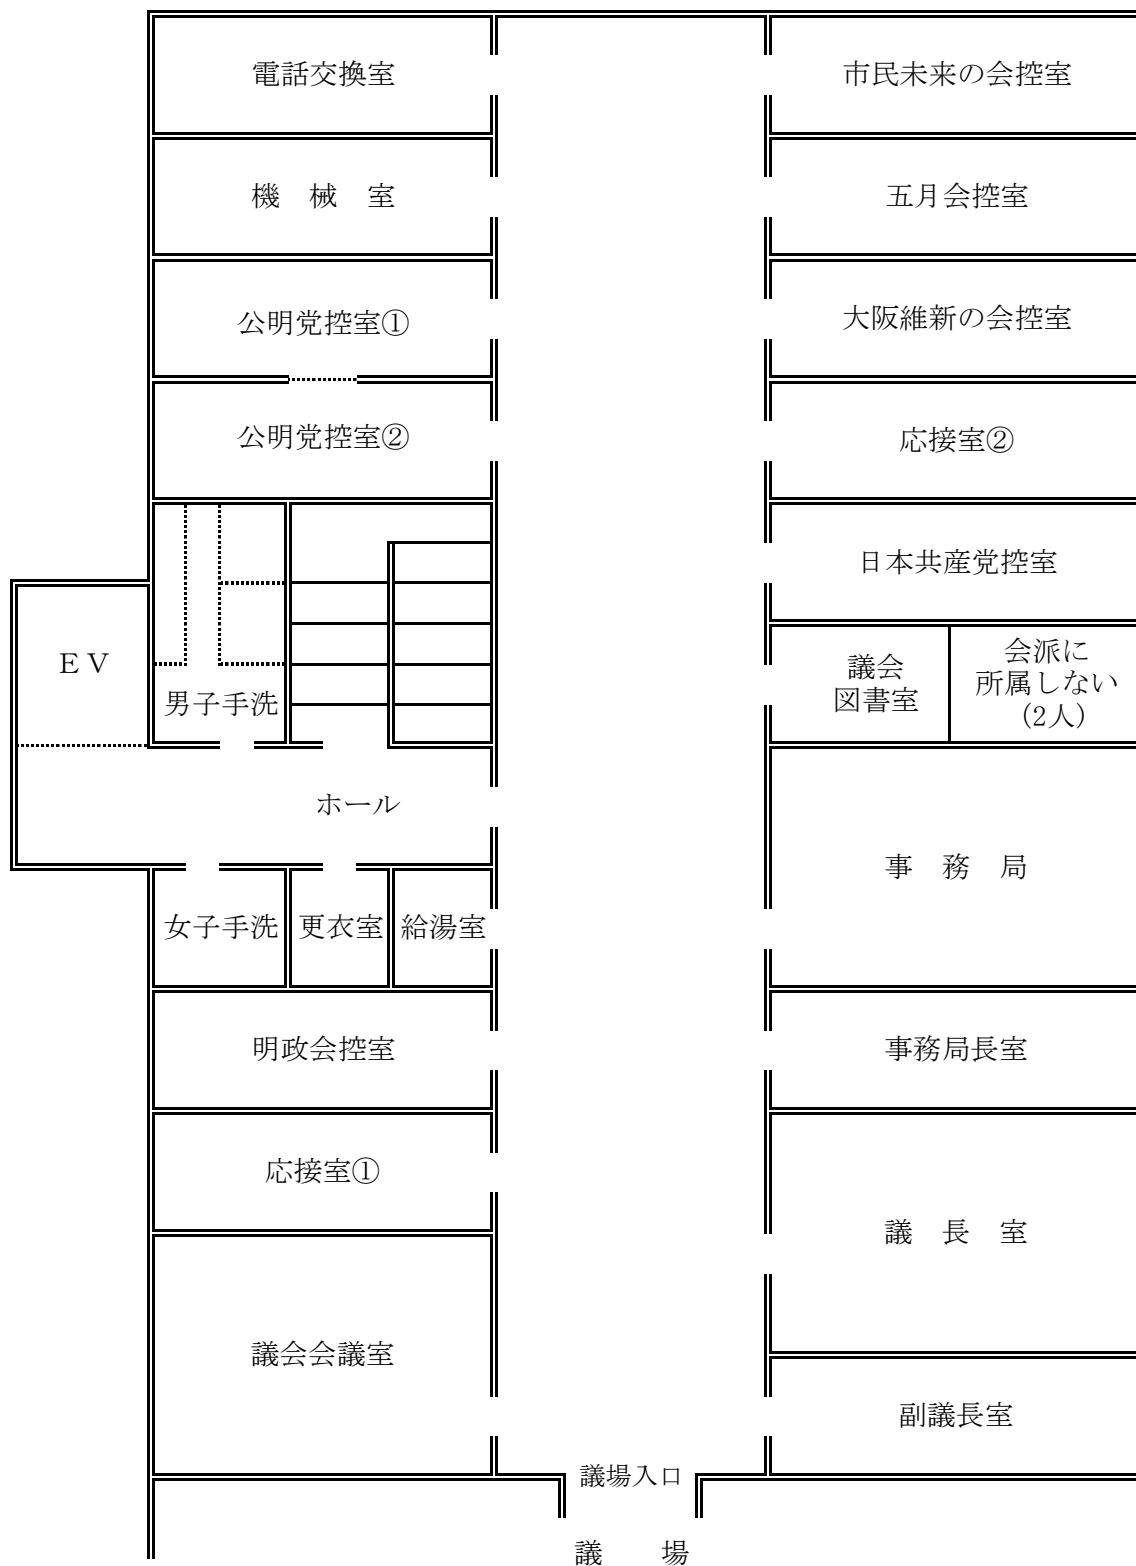 電話交換室
市民未来の会控室
機　械　室
五月会控室
公明党控室①
大阪維新の会控室
公明党控室②
応接室②
日本共産党控室
ＥＶ
男子手洗
議会
図書室
会派に
所属しない
（2人）
ホール
事　務　局
女子手洗
更衣室
給湯室
明政会控室
事務局長室
応接室①
議　長　室
議会会議室
副議長室
議場入口
議　　場